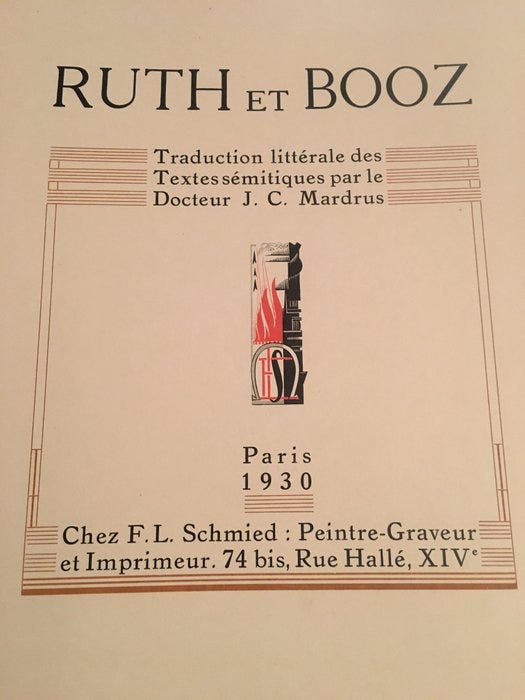 RUTH ET BOOZ
Traduction littérale des
Textes sémitiques par le
Docteur J. C. Mardrus
Paris
1930
Chez F. L. Schmied : Peintre-Graveur
et Imprimeur. 74 bis, Rue Hallé, XIVe